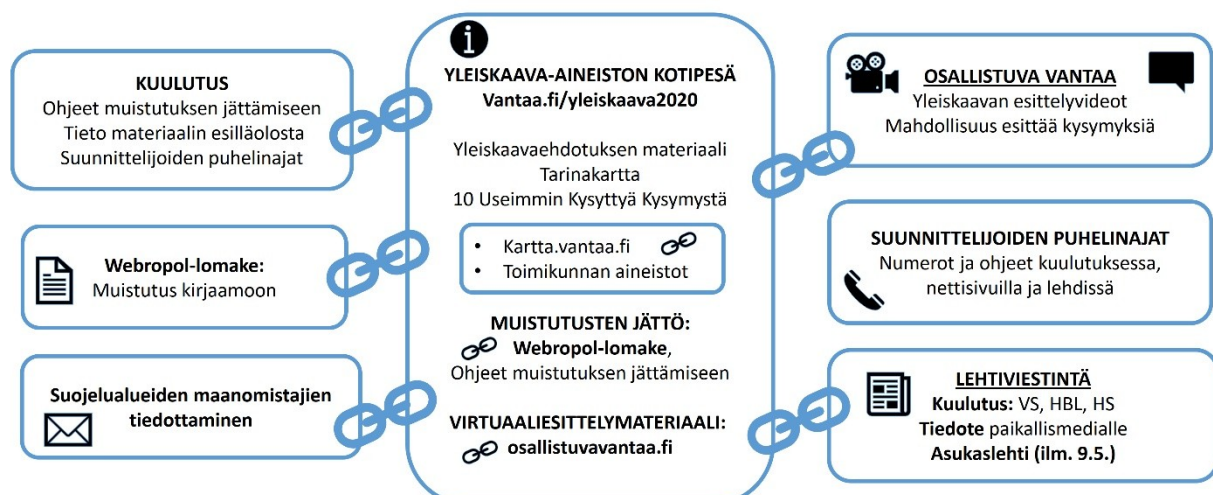 KUULUTUS
Ohjeet muistutuksen jättämiseen
Tieto materiaalin esilläolosta
Suunnittelijoiden puhelinajat
Webropol-lomake:
Muistutus kirjaamoon
Suojelualueiden maanomistajien
tiedottaminen
YLEISKAAVA-AINEISTON KOTIPESÄ
Vantaa.fi/yleiskaava2020
Yleiskaavaehdotuksen materiaali
Tarinakartta
10 Useimmin Kysyttyä Kysymystä
• Kartta.vantaa.fi
• Toimikunnan aineistot
MUISTUTUSTEN JÄTTÖ:
Webropol-lomake,
Ohjeet muistutuksen jättämiseen
VIRTUAALIESITTELYMATERIAALI:
osallistuvavantaa.fi
OSALLISTUVA VANTAA
Yleiskaavan esittelyvideot
Mahdollisuus esittää kysymyksiä
SUUNNITTELIJOIDEN PUHELINAJAT
Numerot ja ohjeet kuulutuksessa,
nettisivuilla ja lehdissä
LEHTIVIESTINTÄ
Kuulutus: VS, HBL, HS
Tiedote paikallismedialle
Asukaslehti (ilm. 9.5.)